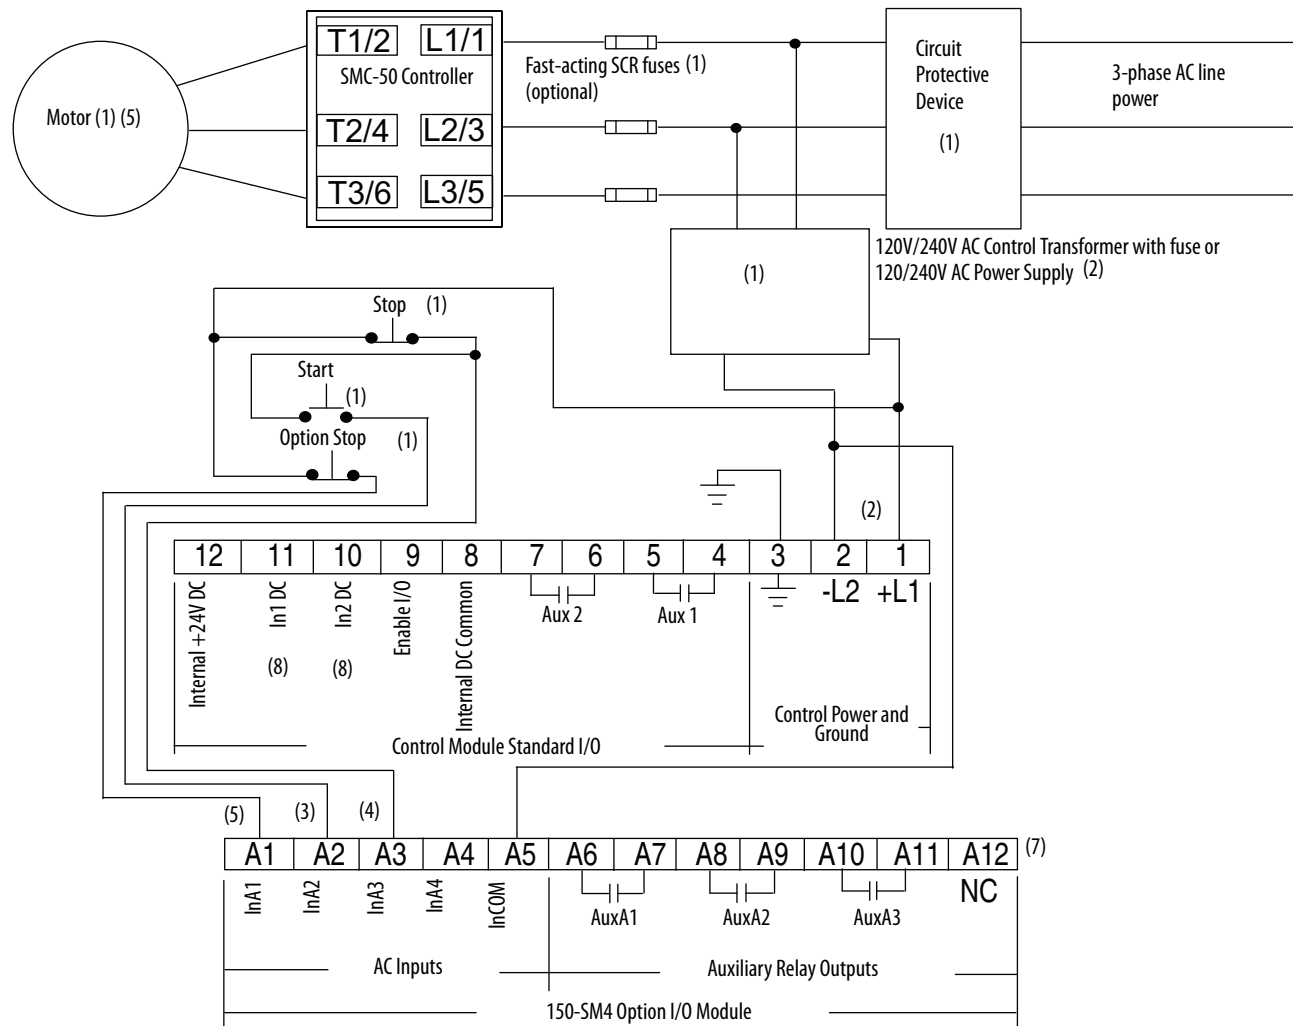 T1/2 L1/1
SMC-50 Controller
T2/4 L2/3
T3/6 L3/5
Motor (1) (5)
Fast-acting SCR fuses (1)
(optional)
Circuit
Protective
Device
(1)
3-phase AC line
power
(1)
120V/240V AC Control Transformer with fuse or
120/240V AC Power Supply (2)
Stop (1)
Start
(1)
Option Stop (1)
(2)
12 11 10 9 8 7 6 5 4 3 2 1
-L2 +L1
Internal +24V DC
In1 DC
(8)
In2 DC
(8)
Enable I/O
Internal DC Common
Aux 2
Aux 1
Control Power and
Ground
Control Module Standard I/O
(5) (3) (4)
A1 A2 A3 A4 A5 A6 A7 A8 A9 A10 A11 A12 (7)
InA1
InA2
InA3
InA4
InCOM
AuxA1
AuxA2
AuxA3
NC
AC Inputs
Auxiliary Relay Outputs
150-SM4 Option I/O Module